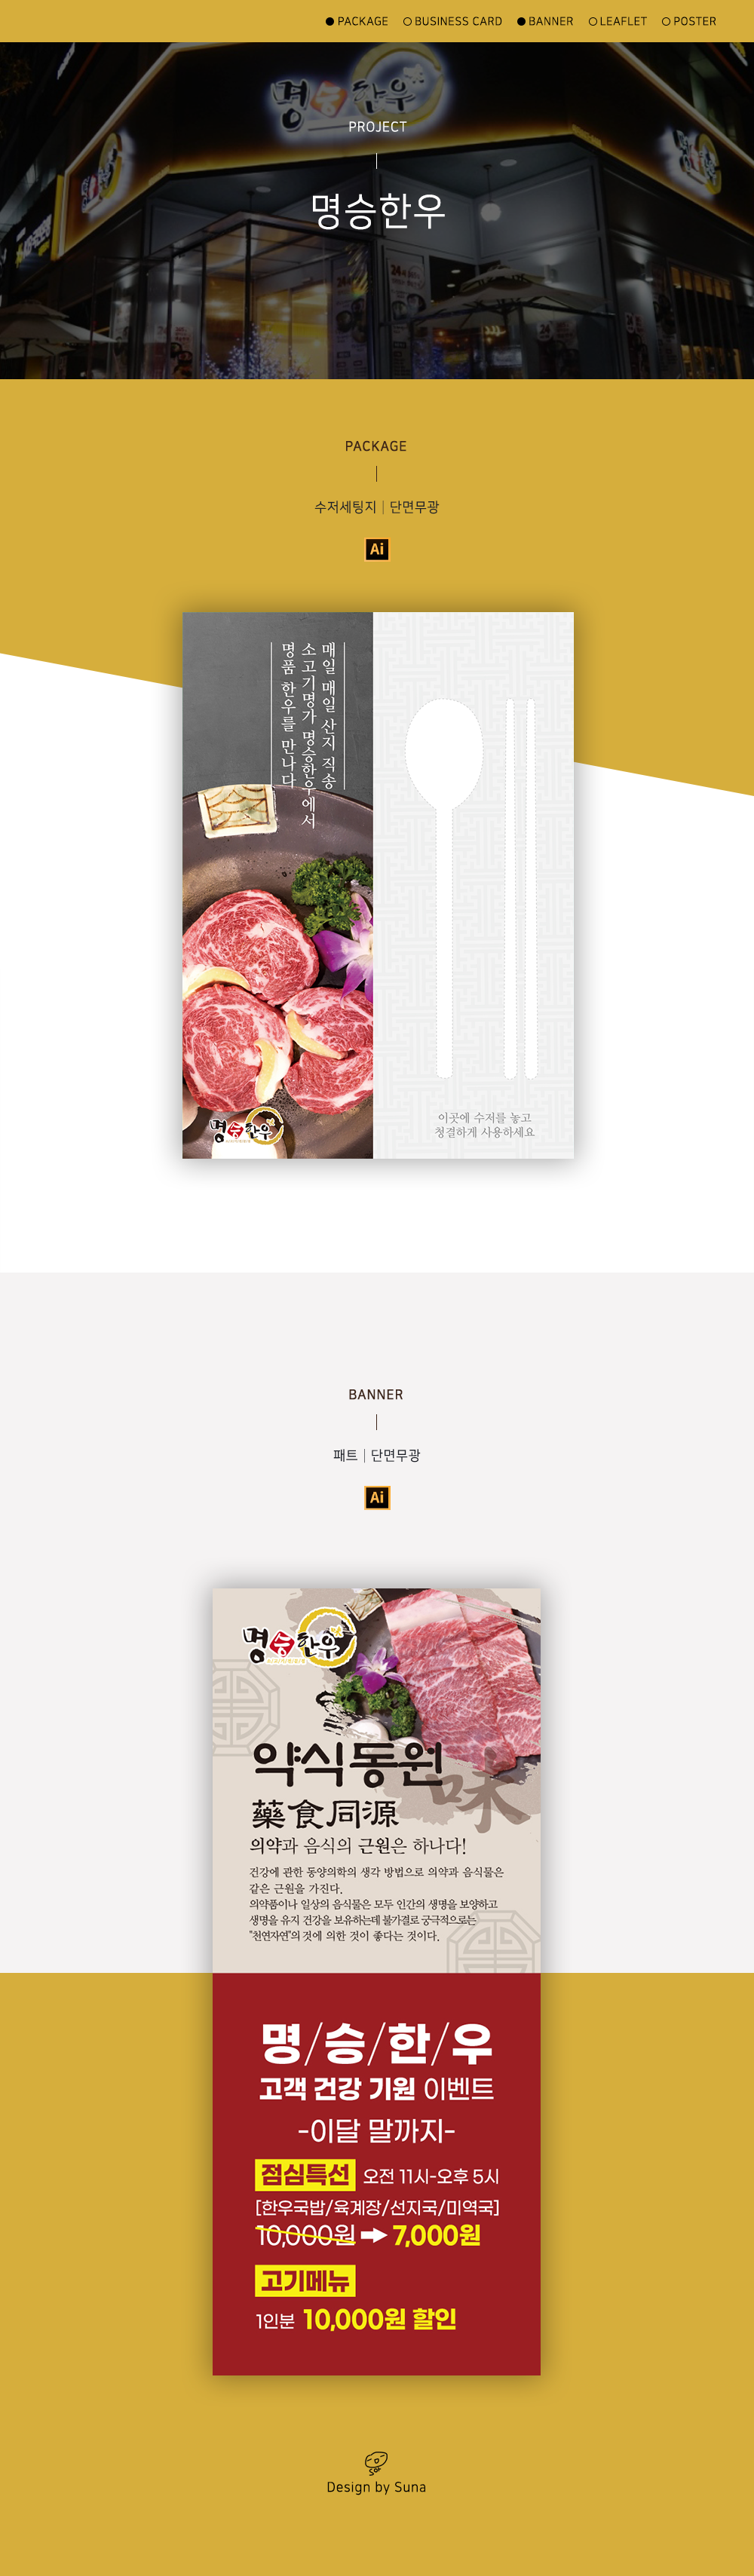 PACKAGE BUSINESS CARD BANNER LEAFLET POSTER
명승한우
PROJECT
명승한우
PACKAGE
수저세팅지 | 단면무광
Ai
매일 매일 산지 직송
소고기명가 명승한우에서
명품 한우를 만나다
명승한우
이곳에 수저를 놓고
청결하게 사용하세요
BANNER
패트 | 단면무광
Ai
명승한우
약식동원
味
藥食同源
의약과 음식의 근원은 하나다!
건강에 관한 동양의학의 생각 방법으로 의약과 음식물은
같은 근원을 가진다.
의약품이나 일상의 음식물은 모두 인간의 생명을 보양하고
생명을 유지 건강을 보유하는데 불가결로 궁극적으로는
"천연자연"의 것에 의한 것이 좋다는 것이다.
명/승/한/우
고객 건강 기원 이벤트
-이달 말까지-
점심특선 오전 11시-오후 5시
[한우국밥/육계장/선지국/미역국]
10,000원 ➡ 7,000원
고기메뉴
1인분 10,000원 할인
Design by Suna